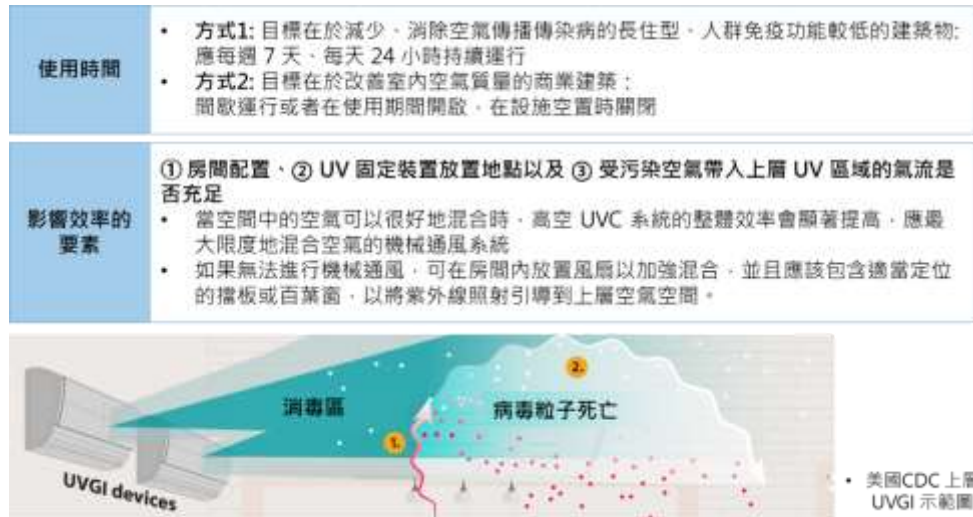 使用時間
• 方式1: 目標在於減少、消除空氣傳播傳染病的長住型、人群免疫功能較低的建築物:
應每週 7 天、每天 24 小時持續運行
• 方式2: 目標在於改善室內空氣質量的商業建築:
間歇運行或者在使用期間開啟,在設施空置時關閉
影響效率的
要素
① 房間配置、② UV 固定裝置放置地點以及 ③ 受污染空氣帶入上層 UV 區域的氣流是
否充足
• 當空間中的空氣可以很好地混合時,高空 UVC 系統的整體效率會顯著提高,應最
大限度地混合空氣的機械通風系統
• 如果無法進行機械通風,可在房間內放置風扇以加強混合,並且應該包含適當定位
的擋板或百葉窗,以將紫外線照射引導到上層空氣空間。
2.
消毒區
病毒粒子死亡
1.
UVGI devices
• 美國CDC 上層
UVGI 示範圖